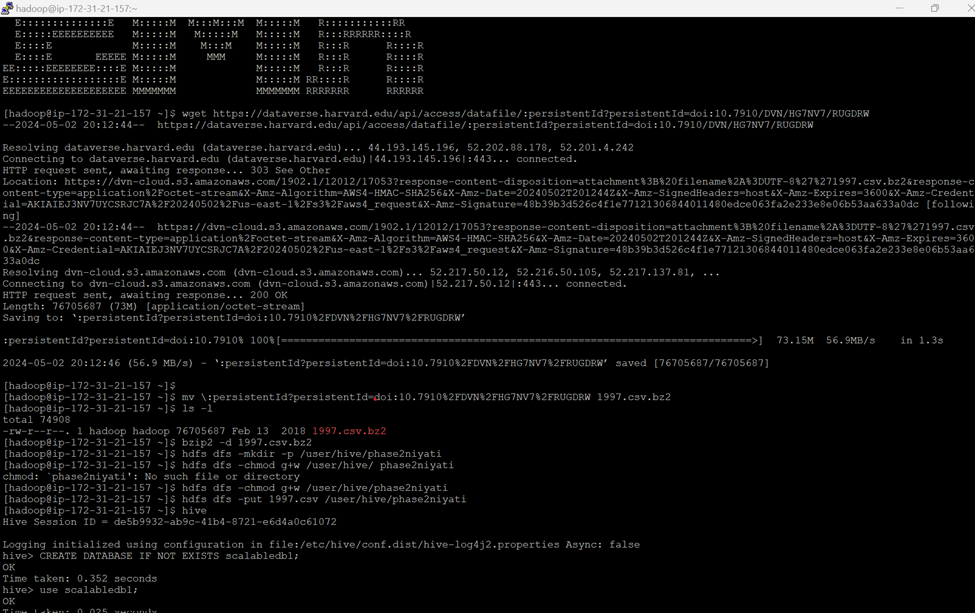 hadoop@ip-172-31-21-157:~
E::::::::::::::E    M:::::M   M:::M:::M   M:::::M   R:::::::::::RR
E:::::EEEEEEEEEE    M:::::M   M:::::M   M:::::M   R:::RRRRRR::::R
E::::E              M:::::M    M:::M    M:::::M   R:::R      R::::R
E::::E       EEEEE M:::::M     MMM     M:::::M   R:::R      R::::R
EE:::::EEEEEEEE::::E M:::::M             M:::::M   R:::R      R::::R
E::::::::::::::::::E M:::::M             M:::::M RR::::R      R::::R
EEEEEEEEEEEEEEEEEEEE MMMMMMM             MMMMMMM RRRRRRR      RRRRRR
[hadoop@ip-172-31-21-157 ~]$ wget https://dataverse.harvard.edu/api/access/datafile/:persistentId?persistentId=doi:10.7910/DVN/HG7NV7/RUGDRW
--2024-05-02 20:12:44--  https://dataverse.harvard.edu/api/access/datafile/:persistentId?persistentId=doi:10.7910/DVN/HG7NV7/RUGDRW
Resolving dataverse.harvard.edu (dataverse.harvard.edu)... 44.193.145.196, 52.202.88.178, 52.201.4.242
Connecting to dataverse.harvard.edu (dataverse.harvard.edu)|44.193.145.196|:443... connected.
HTTP request sent, awaiting response... 303 See Other
Location: https://dvn-cloud.s3.amazonaws.com/1902.1/12012/17053?response-content-disposition=attachment%3B%20filename%2A%3DUTF-8%27%271997.csv.bz2&response-c
ontent-type=application%2Foctet-stream&X-Amz-Algorithm=AWS4-HMAC-SHA256&X-Amz-Date=20240502T201244Z&X-Amz-SignedHeaders=host&X-Amz-Expires=3600&X-Amz-Credent
ial=AKIAIEJ3NV7UYCSRJC7A%2F20240502%2Fus-east-1%2Fs3%2Faws4_request&X-Amz-Signature=48b39b3d526c4f1e77121306844011480edce063fa2e233e8e06b53aa633a0dc [followi
ng]
--2024-05-02 20:12:44--  https://dvn-cloud.s3.amazonaws.com/1902.1/12012/17053?response-content-disposition=attachment%3B%20filename%2A%3DUTF-8%27%271997.csv
.bz2&response-content-type=application%2Foctet-stream&X-Amz-Algorithm=AWS4-HMAC-SHA256&X-Amz-Date=20240502T201244Z&X-Amz-SignedHeaders=host&X-Amz-Expires=360
0&X-Amz-Credential=AKIAIEJ3NV7UYCSRJC7A%2F20240502%2Fus-east-1%2Fs3%2Faws4_request&X-Amz-Signature=48b39b3d526c4f1e77121306844011480edce063fa2e233e8e06b53aa6
33a0dc
Resolving dvn-cloud.s3.amazonaws.com (dvn-cloud.s3.amazonaws.com)... 52.217.50.12, 52.216.50.105, 52.217.137.81, ...
Connecting to dvn-cloud.s3.amazonaws.com (dvn-cloud.s3.amazonaws.com)|52.217.50.12|:443... connected.
HTTP request sent, awaiting response... 200 OK
Length: 76705687 (73M) [application/octet-stream]
Saving to: ‘:persistentId?persistentId=doi:10.7910%2FDVN%2FHG7NV7%2FRUGDRW’
:persistentId?persistentId=doi:10.7910% 100%[============================================================================>]  73.15M  56.9MB/s    in 1.3s
2024-05-02 20:12:46 (56.9 MB/s) - ‘:persistentId?persistentId=doi:10.7910%2FDVN%2FHG7NV7%2FRUGDRW’ saved [76705687/76705687]
[hadoop@ip-172-31-21-157 ~]$
[hadoop@ip-172-31-21-157 ~]$ mv \:persistentId?persistentId=doi:10.7910%2FDVN%2FHG7NV7%2FRUGDRW 1997.csv.bz2
[hadoop@ip-172-31-21-157 ~]$ ls -l
total 74908
-rw-r--r--. 1 hadoop hadoop 76705687 Feb 13  2018 1997.csv.bz2
[hadoop@ip-172-31-21-157 ~]$ bzip2 -d 1997.csv.bz2
[hadoop@ip-172-31-21-157 ~]$ hdfs dfs -mkdir -p /user/hive/phase2niyati
[hadoop@ip-172-31-21-157 ~]$ hdfs dfs -chmod g+w /user/hive/ phase2niyati
chmod: `phase2niyati': No such file or directory
[hadoop@ip-172-31-21-157 ~]$ hdfs dfs -chmod g+w /user/hive/phase2niyati
[hadoop@ip-172-31-21-157 ~]$ hdfs dfs -put 1997.csv /user/hive/phase2niyati
[hadoop@ip-172-31-21-157 ~]$ hive
Hive Session ID = de5b9932-ab9c-41b4-8721-e6d4a0c61072
Logging initialized using configuration in file:/etc/hive/conf.dist/hive-log4j2.properties Async: false
hive> CREATE DATABASE IF NOT EXISTS scalabledb1;
OK
Time taken: 0.352 seconds
hive> use scalabledb1;
OK
Time taken: 0.025 seconds